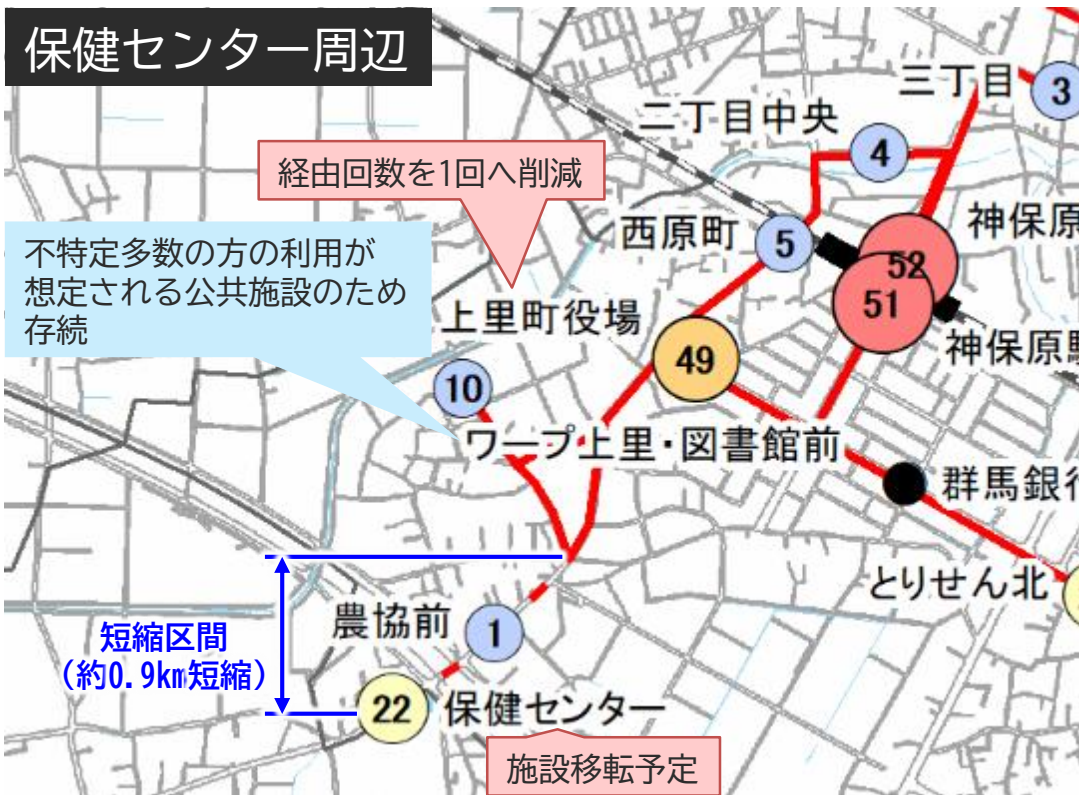 保健センター周辺
三丁目
3
二丁目中央
4
経由回数を1回へ削減
西原町
5
神保原
52
不特定多数の方の利用が
想定される公共施設のため
存続
上里町役場
51
49
神保原駅
10
ワープ上里・図書館前
群馬銀行
とりせん北
農協前
1
短縮区間
(約0.9km短縮)
22
保健センター
施設移転予定